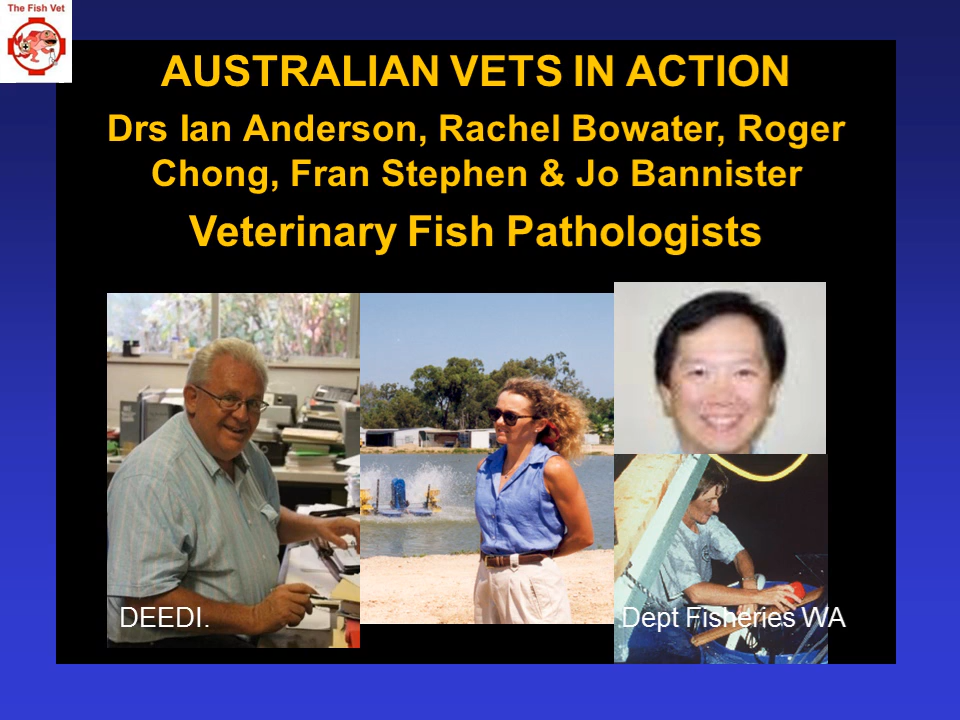 The Fish Vet
AUSTRALIAN VETS IN ACTION
Drs Ian Anderson, Rachel Bowater, Roger
Chong, Fran Stephen & Jo Bannister
Veterinary Fish Pathologists
DEEDI.
Dept Fisheries WA